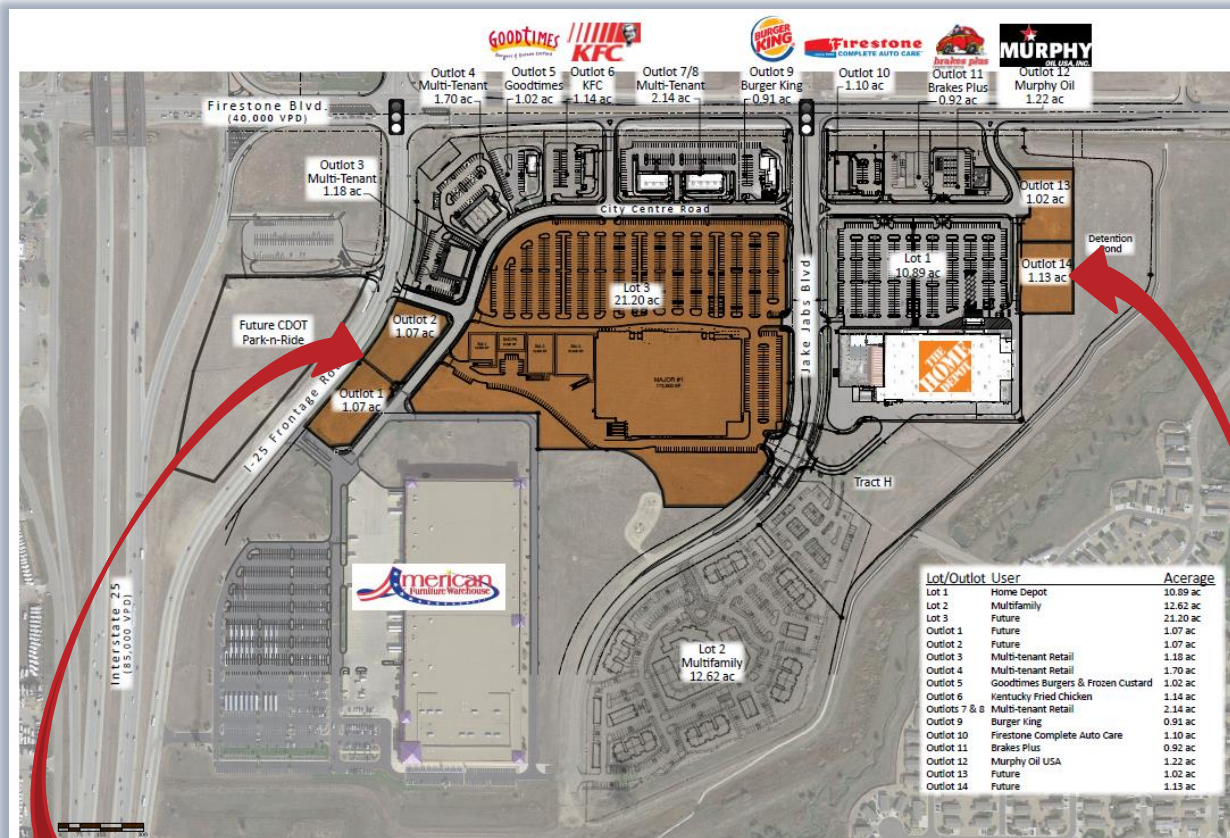 GOODTIMES
Burgers & Frozen Custard
KFC
BURGER
KING
Firestone
COMPLETE AUTO CARE
brakes plus
MURPHY
OIL USA, INC.
Outlot 4
Multi-Tenant
1.70 ac
Outlot 5
Goodtimes
1.02 ac
Outlot 6
KFC
1.14 ac
Outlot 7/8
Multi-Tenant
2.14 ac
Outlot 9
Burger King
0.91 ac
Outlot 10
1.10 ac
Outlot 11
Brakes Plus
0.92 ac
Outlot 12
Murphy Oil
1.22 ac
Firestone Blvd.
(40,000 VPD)
Outlot 3
Multi-Tenant
1.18 ac
City Centre Road
Outlot 13
1.02 ac
Detention
Pond
Lot 1
10.89 ac
Outlot 14
1.13 ac
Lot 3
21.20 ac
Jake Jabs Blvd
Future CDOT
Park-n-Ride
Outlot 2
1.07 ac
Outlot 1
1.07 ac
I-25 Frontage Road
MAJOR #1
THE
HOME
DEPOT
Tract H
American
Furniture Warehouse
Interstate 25
(85,000 VPD)
Lot 2
Multifamily
12.62 ac
Lot/Outlot User Acerage
Lot 1 Home Depot 10.89 ac
Lot 2 Multifamily 12.62 ac
Lot 3 Future 21.20 ac
Outlot 1 Future 1.07 ac
Outlot 2 Future 1.07 ac
Outlot 3 Multi-tenant Retail 1.18 ac
Outlot 4 Multi-tenant Retail 1.70 ac
Outlot 5 Goodtimes Burgers & Frozen Custard 1.02 ac
Outlot 6 Kentucky Fried Chicken 1.14 ac
Outlots 7 & 8 Multi-tenant Retail 2.14 ac
Outlot 9 Burger King 0.91 ac
Outlot 10 Firestone Complete Auto Care 1.10 ac
Outlot 11 Brakes Plus 0.92 ac
Outlot 12 Murphy Oil USA 1.22 ac
Outlot 13 Future 1.02 ac
Outlot 14 Future 1.13 ac